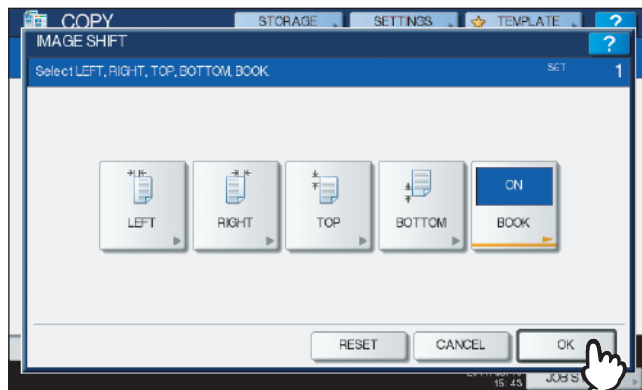 COPY STORAGE SETTINGS TEMPLATE ?
IMAGE SHIFT ?
Select LEFT, RIGHT, TOP, BOTTOM, BOOK. SET 1
ON
LEFT RIGHT TOP BOTTOM BOOK
RESET CANCEL OK
15:43 JOB S